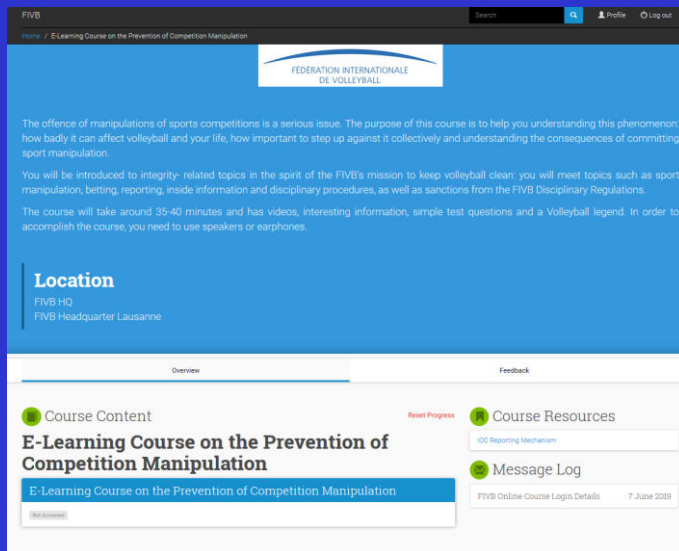 FIVB
Search
Profile
Log out
Home / E-Learning Course on the Prevention of Competition Manipulation
FÉDÉRATION INTERNATIONALE
DE VOLLEYBALL
The offence of manipulations of sports competitions is a serious issue. The purpose of this course is to help you understanding this phenomenon:
how badly it can affect volleyball and your life, how important to step up against it collectively and understanding the consequences of committing
sport manipulation.
You will be introduced to integrity- related topics in the spirit of the FIVB's mission to keep volleyball clean: you will meet topics such as sport
manipulation, betting, reporting, inside information and disciplinary procedures, as well as sanctions from the FIVB Disciplinary Regulations.
The course will take around 35-40 minutes and has videos, interesting information, simple test questions and a Volleyball legend. In order to
accomplish the course, you need to use speakers or earphones.
Location
FIVB HQ
FIVB Headquarter Lausanne
Overview
Feedback
Course Content
Reset Progress
E-Learning Course on the Prevention of
Competition Manipulation
E-Learning Course on the Prevention of Competition Manipulation
Not Accessed
Course Resources
IOC Reporting Mechanism
Message Log
FIVB Online Course Login Details 7 June 2019